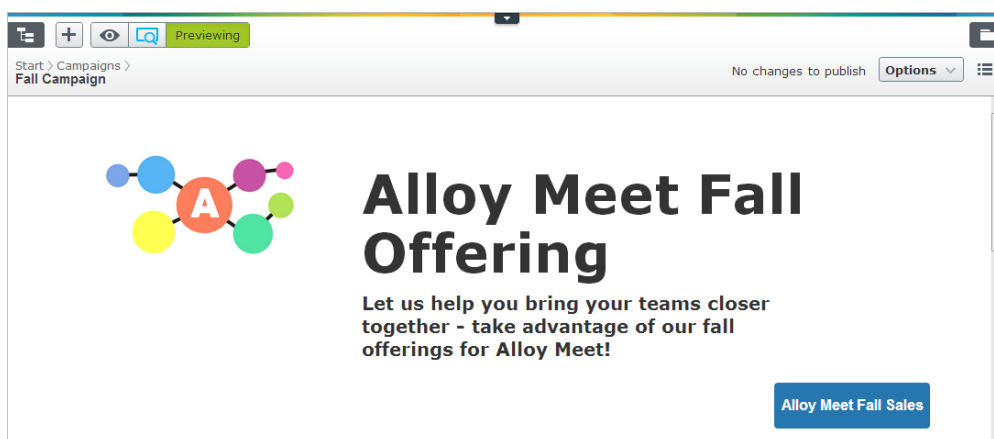 Previewing
Start > Campaigns >
Fall Campaign
No changes to publish
Options
A
Alloy Meet Fall
Offering
Let us help you bring your teams closer
together - take advantage of our fall
offerings for Alloy Meet!
Alloy Meet Fall Sales